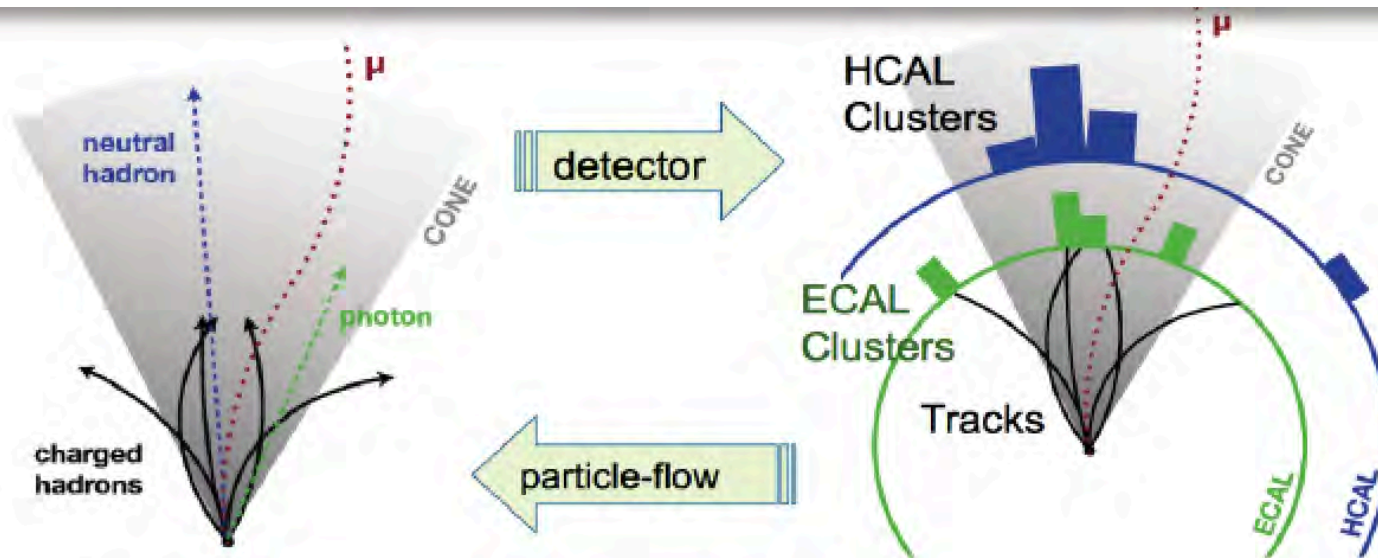 μ
neutral
hadron
CONE
photon
charged
hadrons
detector
particle-flow
μ
HCAL
Clusters
CONE
ECAL
Clusters
Tracks
ECAL
HCAL